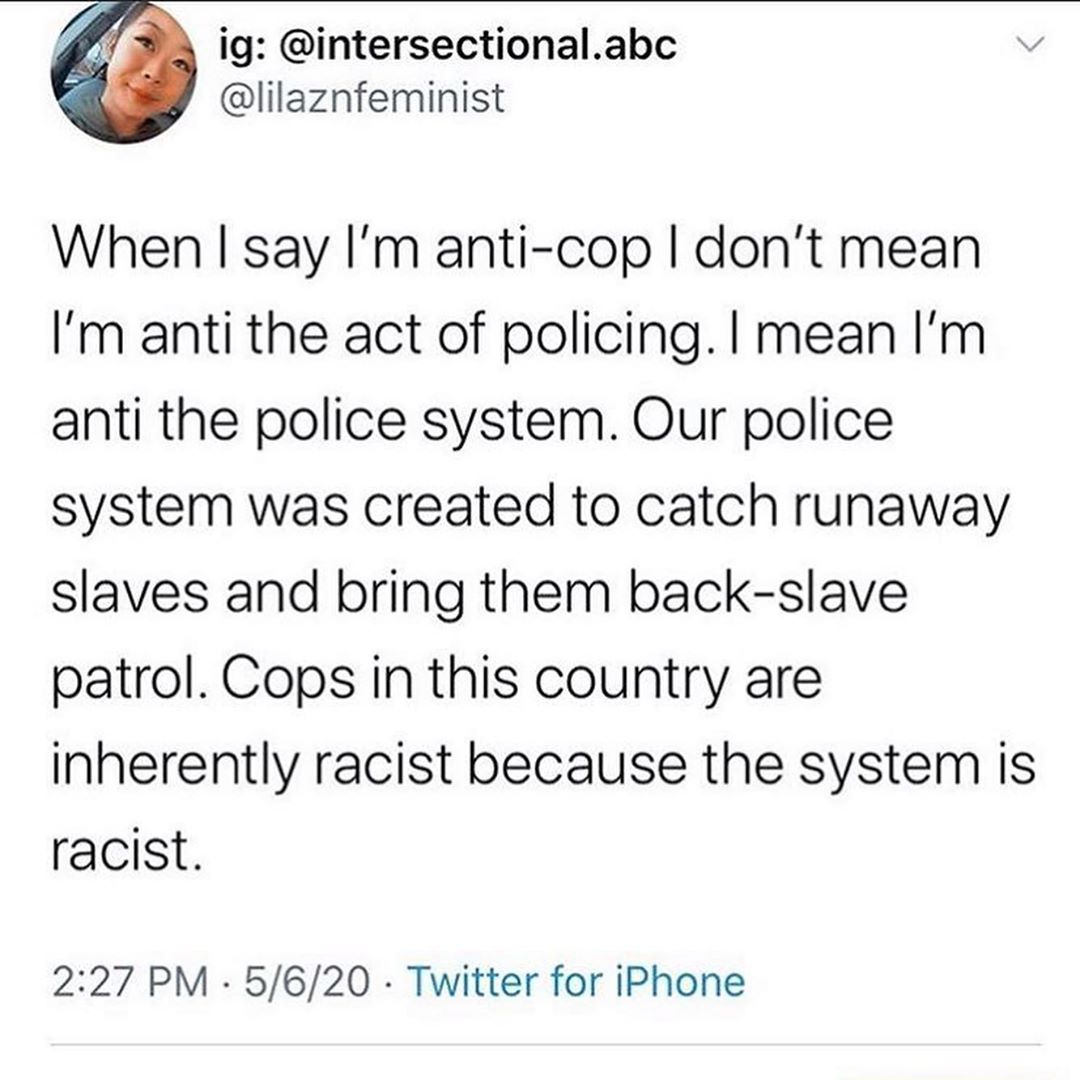 ig: @intersectional.abc
@lilaznfeminist
When I say I’m anti-cop I don’t mean
I’m anti the act of policing. I mean I’m
anti the police system. Our police
system was created to catch runaway
slaves and bring them back-slave
patrol. Cops in this country are
inherently racist because the system is
racist.
2:27 PM · 5/6/20 · Twitter for iPhone